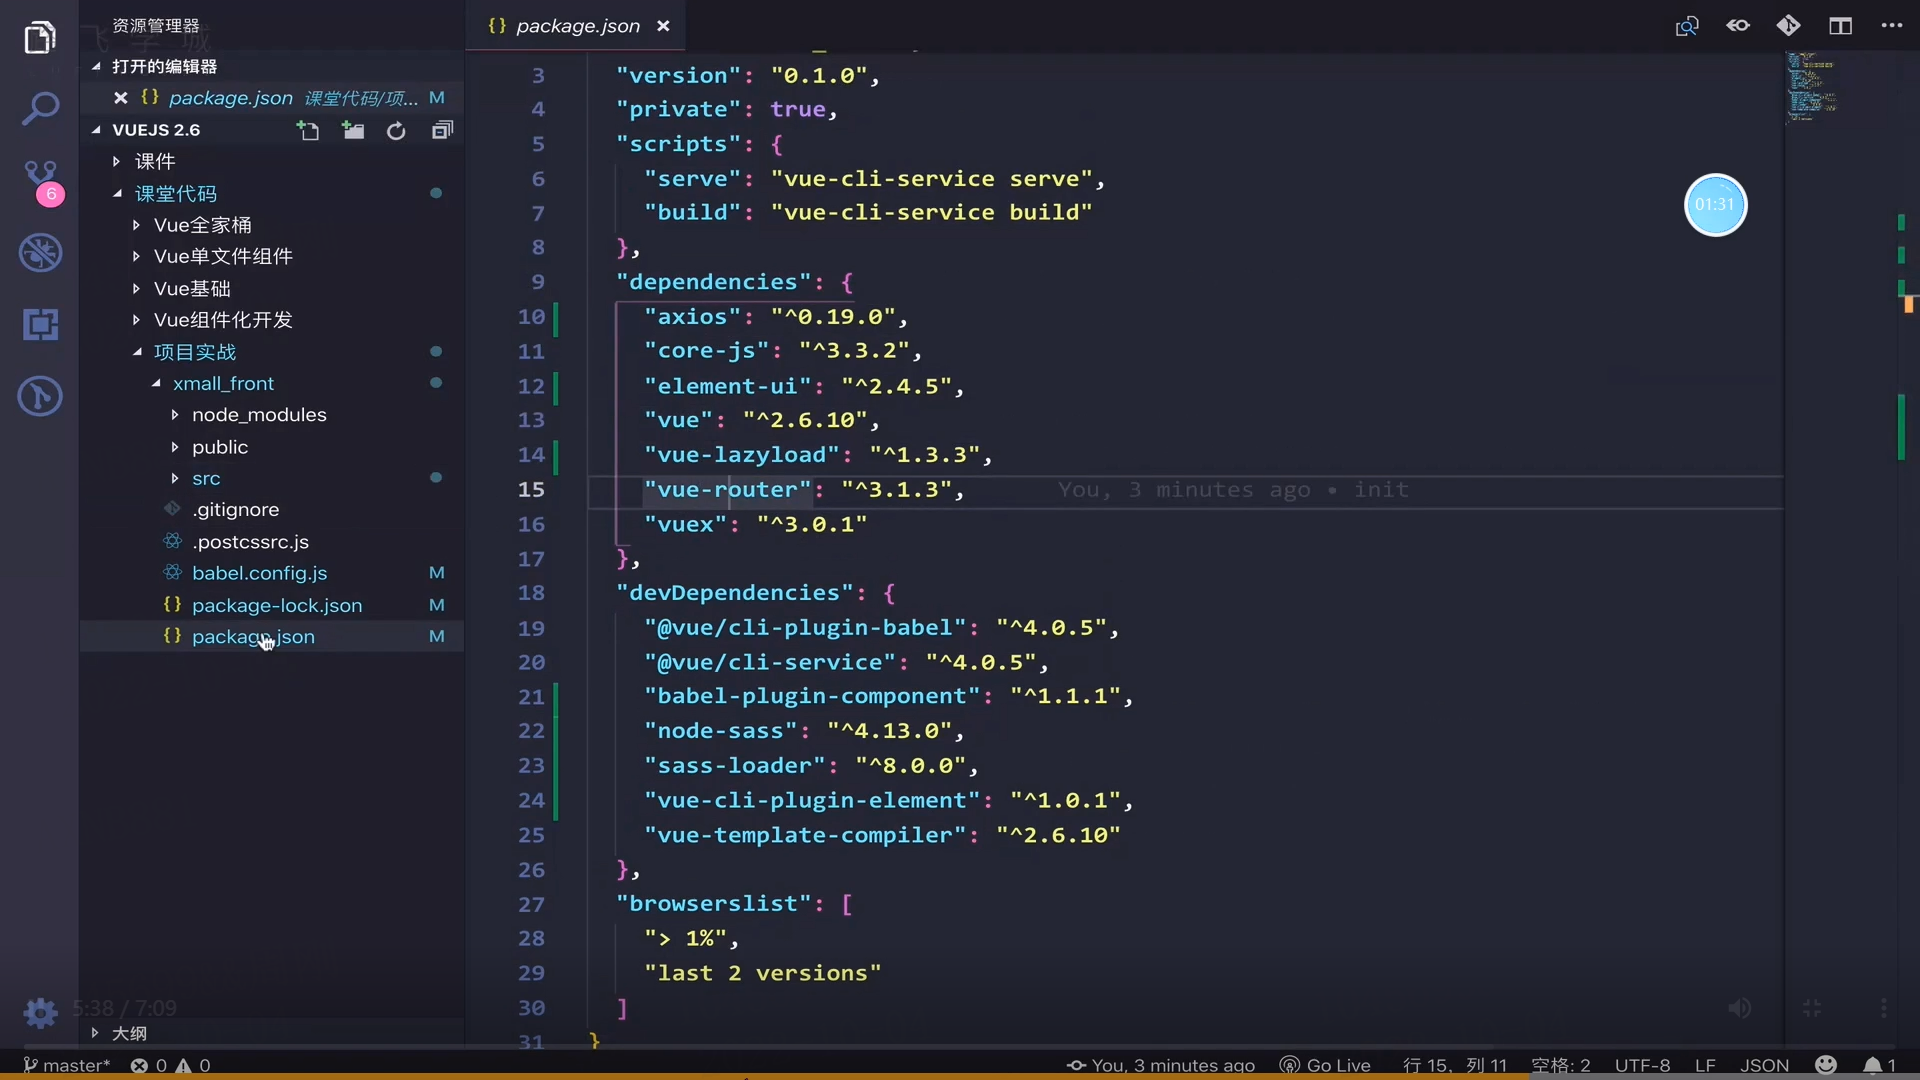 资源管理器
打开的编辑器
package.json 课堂代码/项... M
VUEJS 2.6
课件
课堂代码
Vue全家桶
Vue单文件组件
Vue基础
Vue组件化开发
项目实战
xmall_front
node_modules
public
src
.gitignore
.postcssrc.js
babel.config.js M
package-lock.json M
package.json M
大纲
6
5:38 / 7:09
{} package.json
3 "version": "0.1.0",
4 "private": true,
5 "scripts": {
6 "serve": "vue-cli-service serve",
7 "build": "vue-cli-service build"
8 },
9 "dependencies": {
10 "axios": "^0.19.0",
11 "core-js": "^3.3.2",
12 "element-ui": "^2.4.5",
13 "vue": "^2.6.10",
14 "vue-lazyload": "^1.3.3",
15 "vue-router": "^3.1.3", You, 3 minutes ago • init
16 "vuex": "^3.0.1"
17 },
18 "devDependencies": {
19 "@vue/cli-plugin-babel": "^4.0.5",
20 "@vue/cli-service": "^4.0.5",
21 "babel-plugin-component": "^1.1.1",
22 "node-sass": "^4.13.0",
23 "sass-loader": "^8.0.0",
24 "vue-cli-plugin-element": "^1.0.1",
25 "vue-template-compiler": "^2.6.10"
26 },
27 "browserslist": [
28 "> 1%",
29 "last 2 versions"
30 ]
31 }
01:31
master* 0 0 You, 3 minutes ago Go Live 行 15，列 11 空格: 2 UTF-8 LF JSON 1